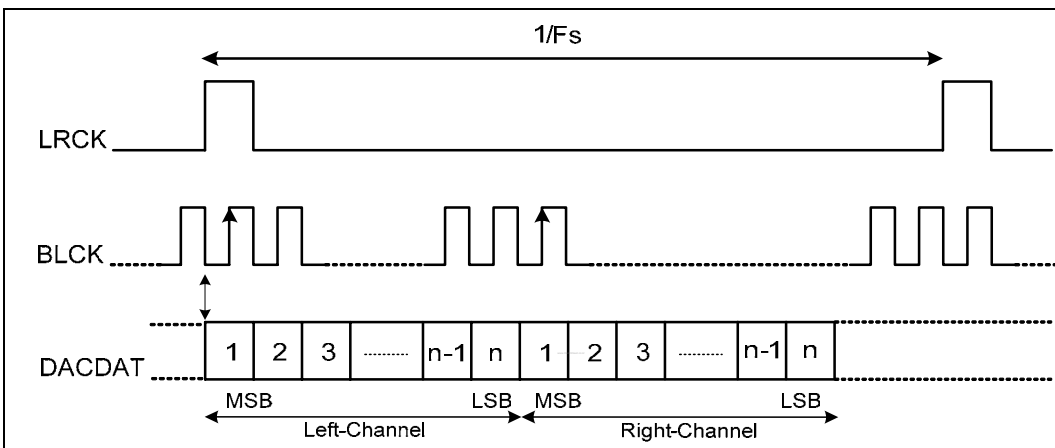 1/Fs
LRCK
BLCK
DACDAT
1 2 3 ........ n-1 n 1 2 3 ........ n-1 n
MSB LSB MSB LSB
Left-Channel Right-Channel